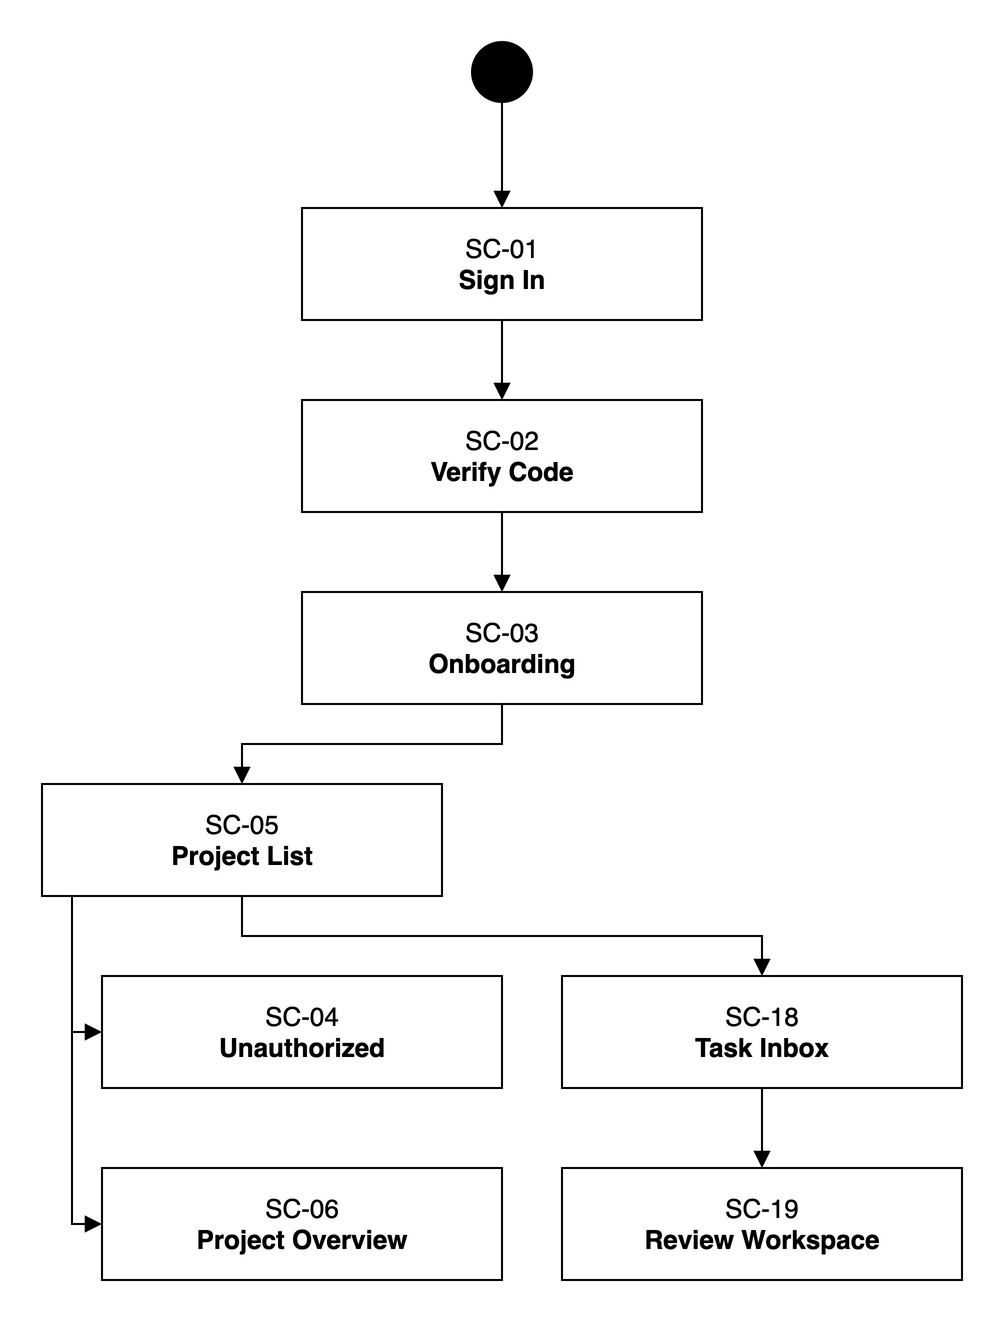 SC-01
Sign In
SC-02
Verify Code
SC-03
Onboarding
SC-05
Project List
SC-04
Unauthorized
SC-18
Task Inbox
SC-06
Project Overview
SC-19
Review Workspace